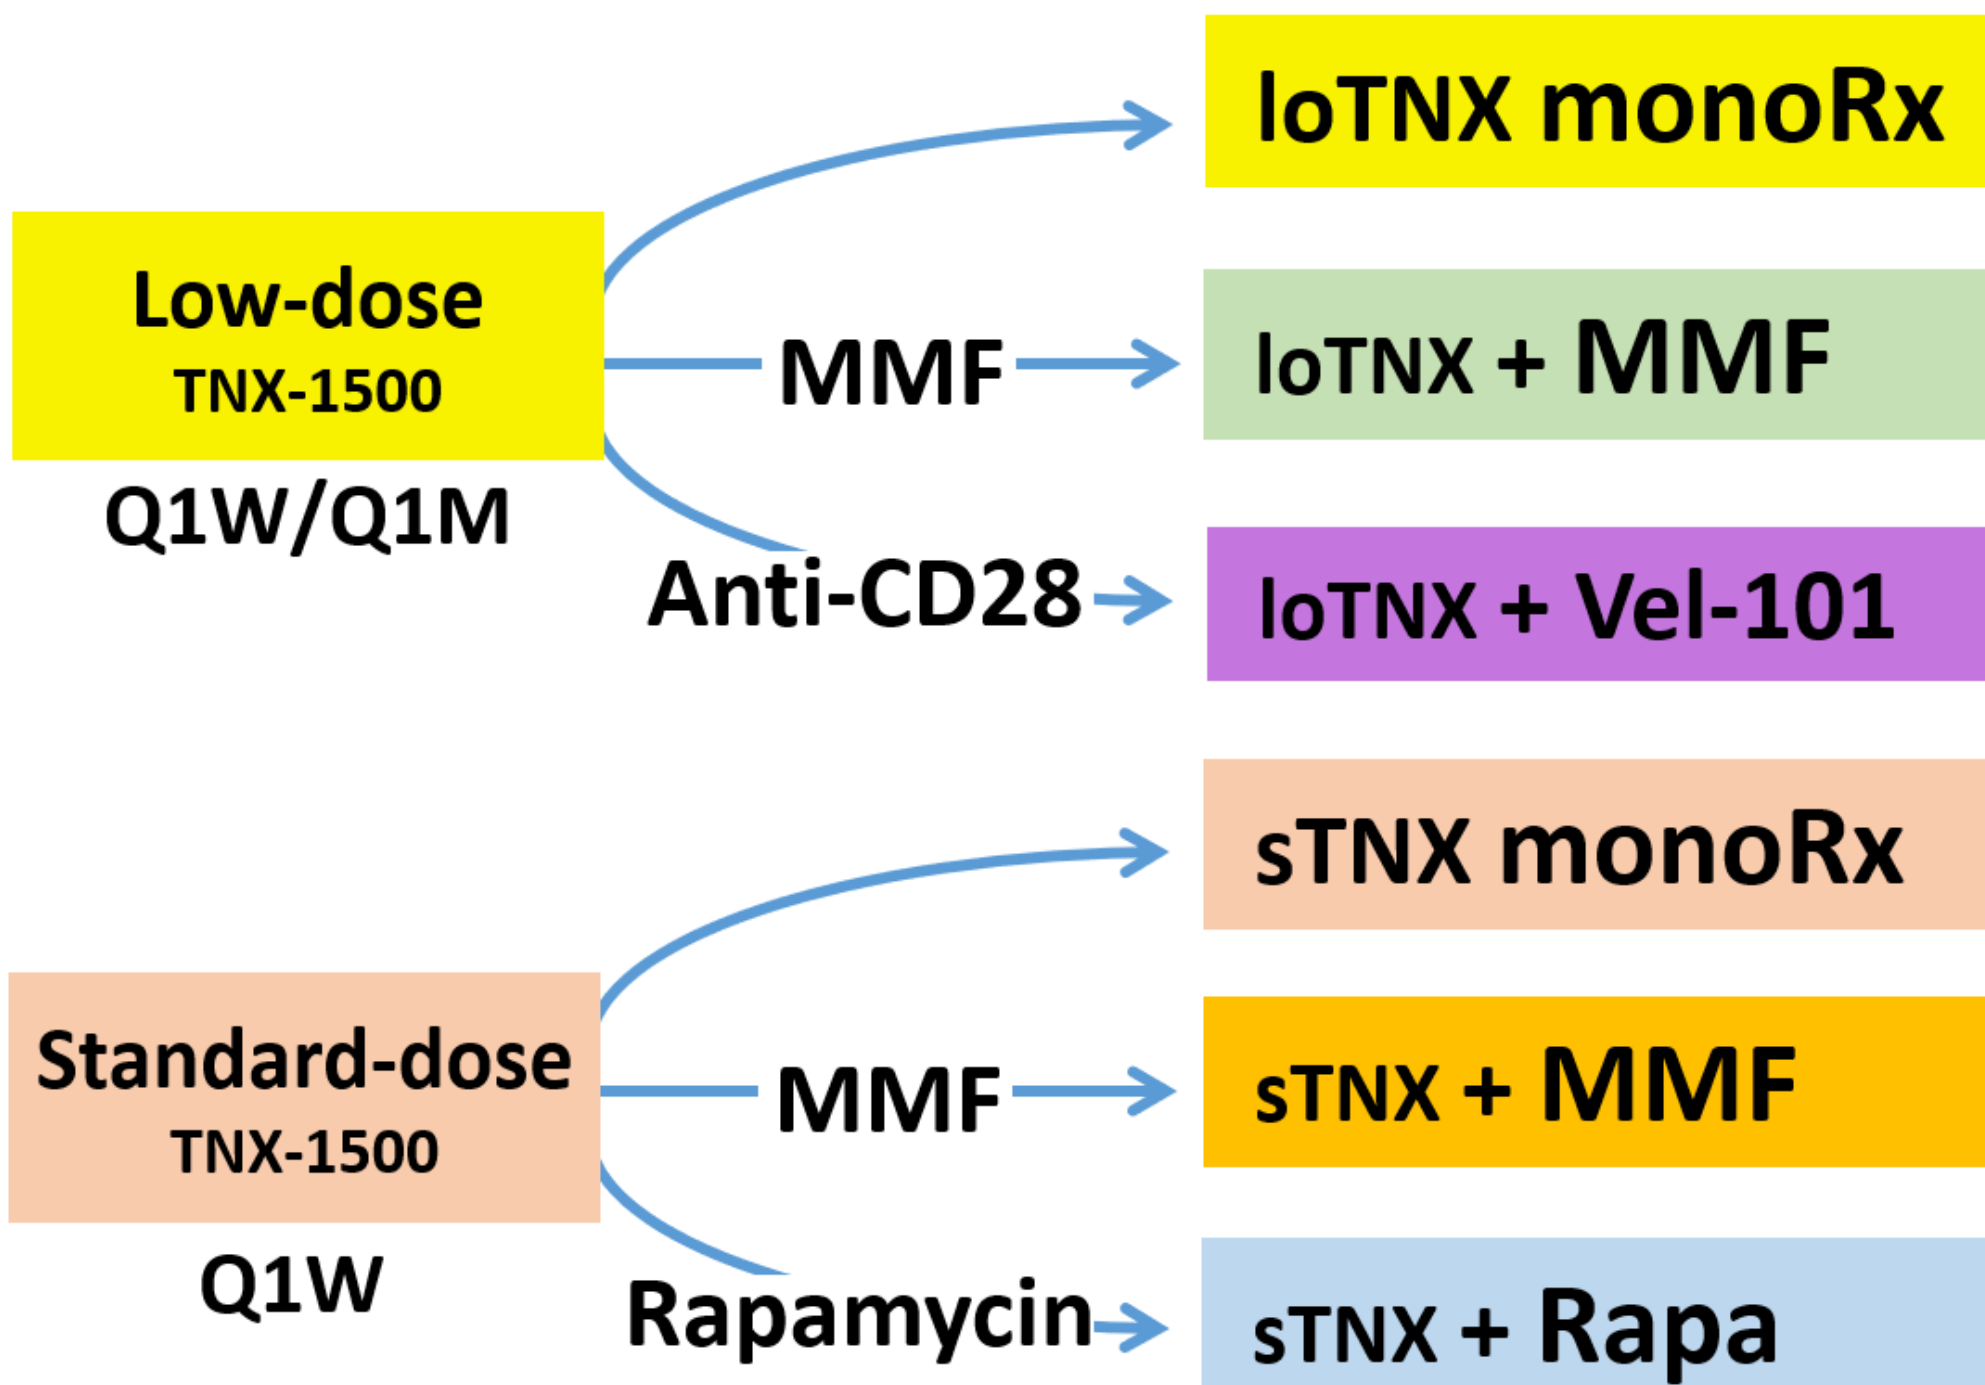 Low-dose
TNX-1500
Q1W/Q1M
loTNX monoRx
MMF
loTNX + MMF
Anti-CD28
loTNX + Vel-101
Standard-dose
TNX-1500
Q1W
sTNX monoRx
MMF
sTNX + MMF
Rapamycin
sTNX + Rapa